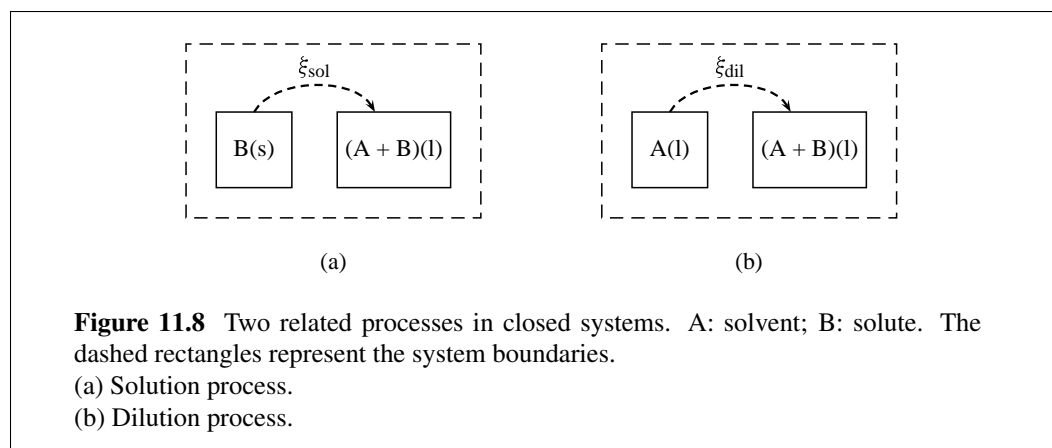 ξsol
B(s)
(A + B)(l)
(a)
ξdil
A(l)
(A + B)(l)
(b)
Figure 11.8 Two related processes in closed systems. A: solvent; B: solute. The
dashed rectangles represent the system boundaries.
(a) Solution process.
(b) Dilution process.